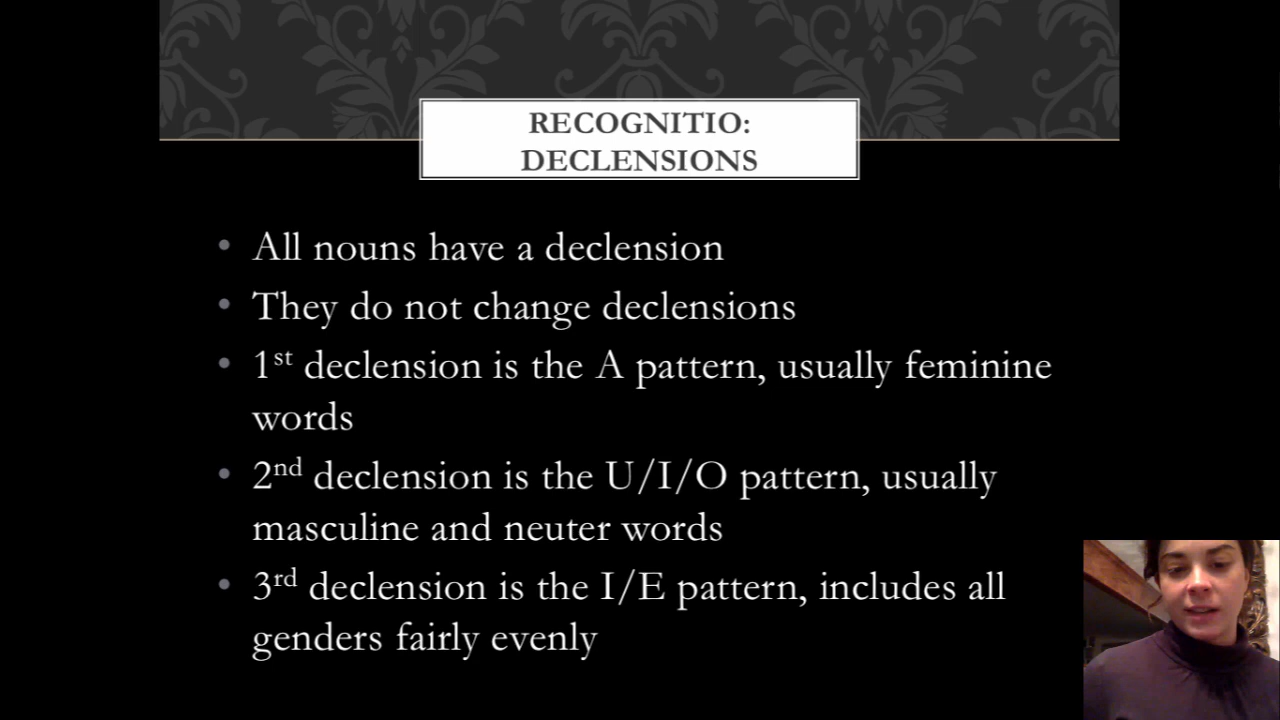 RECOGNITIO:
DECLENSIONS
• All nouns have a declension
• They do not change declensions
• 1st declension is the A pattern, usually feminine
words
• 2nd declension is the U/I/O pattern, usually
masculine and neuter words
• 3rd declension is the I/E pattern, includes all
genders fairly evenly